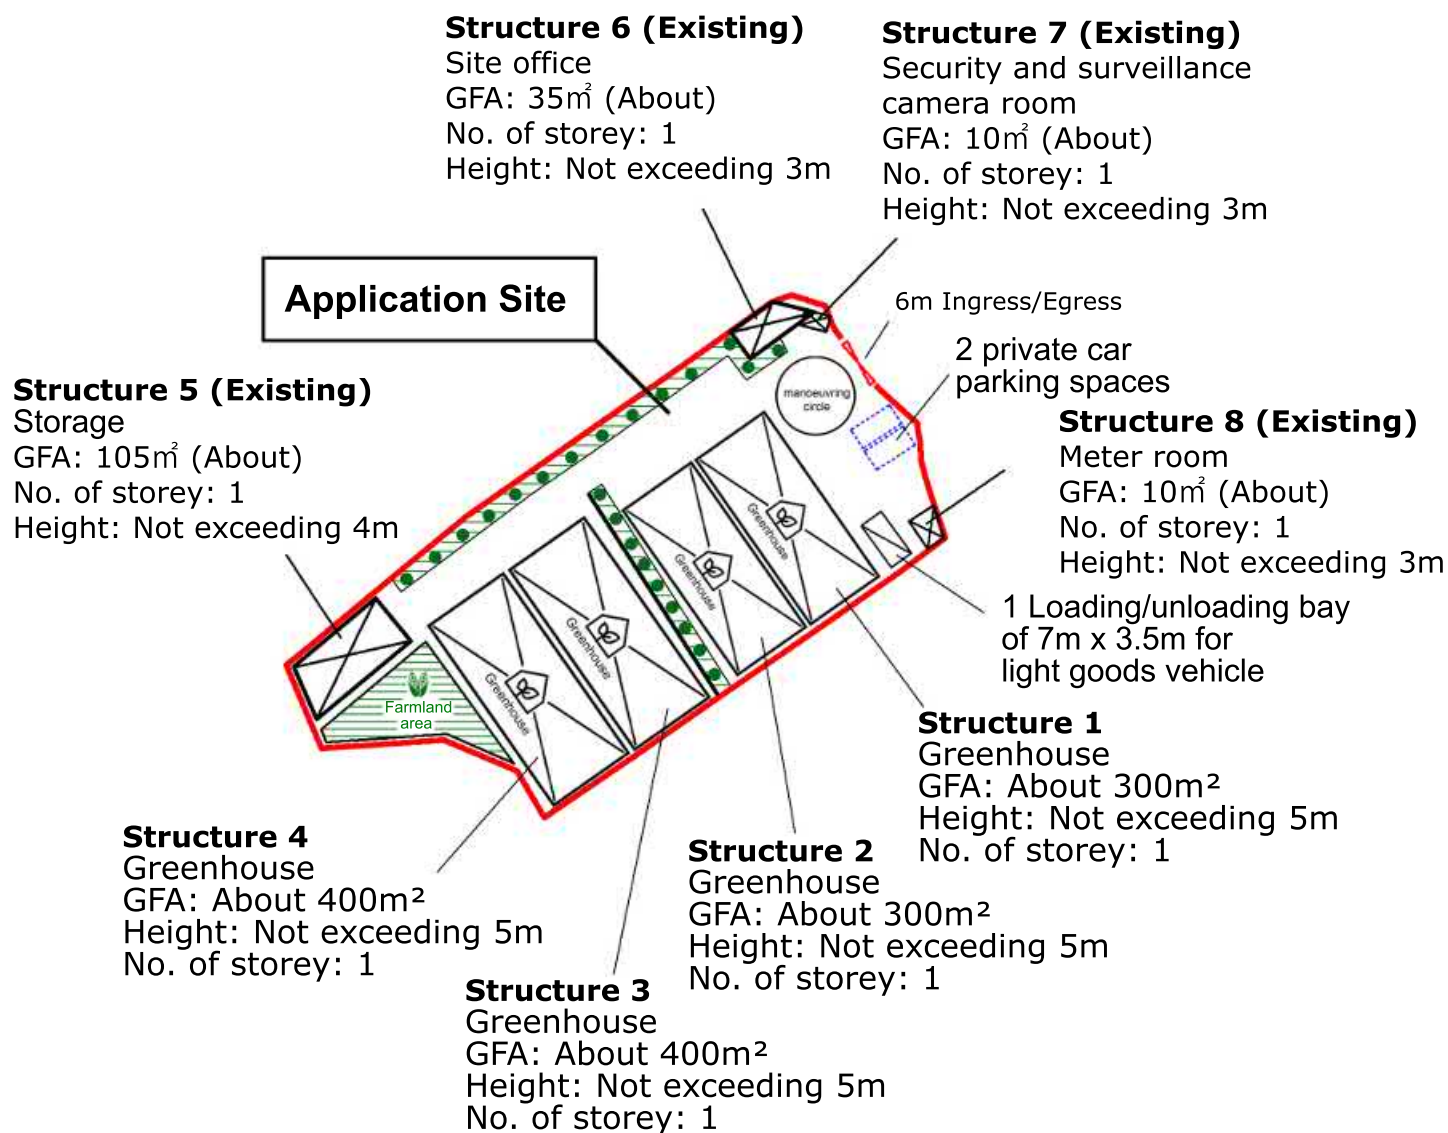 Structure 6 (Existing)
Site office
GFA: 35㎡ (About)
No. of storey: 1
Height: Not exceeding 3m
Structure 7 (Existing)
Security and surveillance
camera room
GFA: 10㎡ (About)
No. of storey: 1
Height: Not exceeding 3m
Application Site
6m Ingress/Egress
2 private car
parking spaces
Structure 5 (Existing)
Storage
GFA: 105㎡ (About)
No. of storey: 1
Height: Not exceeding 4m
manoeuvring
circle
Structure 8 (Existing)
Meter room
GFA: 10㎡ (About)
No. of storey: 1
Height: Not exceeding 3m
Greenhouse
Greenhouse
Greenhouse
Greenhouse
Farmland
area
1 Loading/unloading bay
of 7m x 3.5m for
light goods vehicle
Structure 1
Greenhouse
GFA: About 300m²
Height: Not exceeding 5m
No. of storey: 1
Structure 4
Greenhouse
GFA: About 400m²
Height: Not exceeding 5m
No. of storey: 1
Structure 2
Greenhouse
GFA: About 300m²
Height: Not exceeding 5m
No. of storey: 1
Structure 3
Greenhouse
GFA: About 400m²
Height: Not exceeding 5m
No. of storey: 1